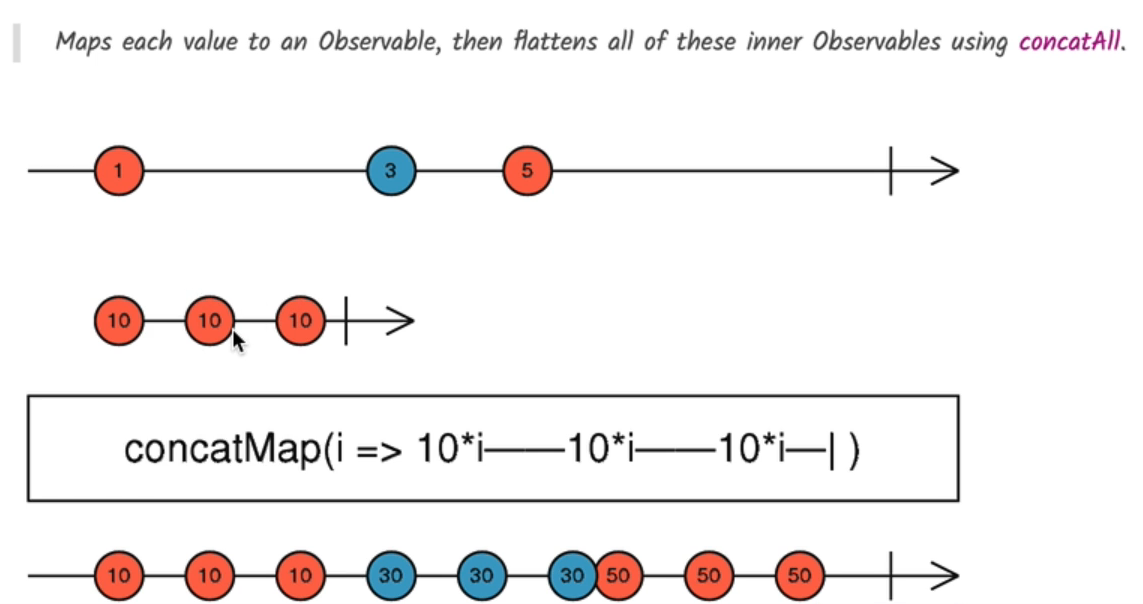 Maps each value to an Observable, then flattens all of these inner Observables using concatAll.
1 3 5
10 10 10
concatMap(i => 10*i——10*i——10*i—| )
10 10 10 30 30 30 50 50 50